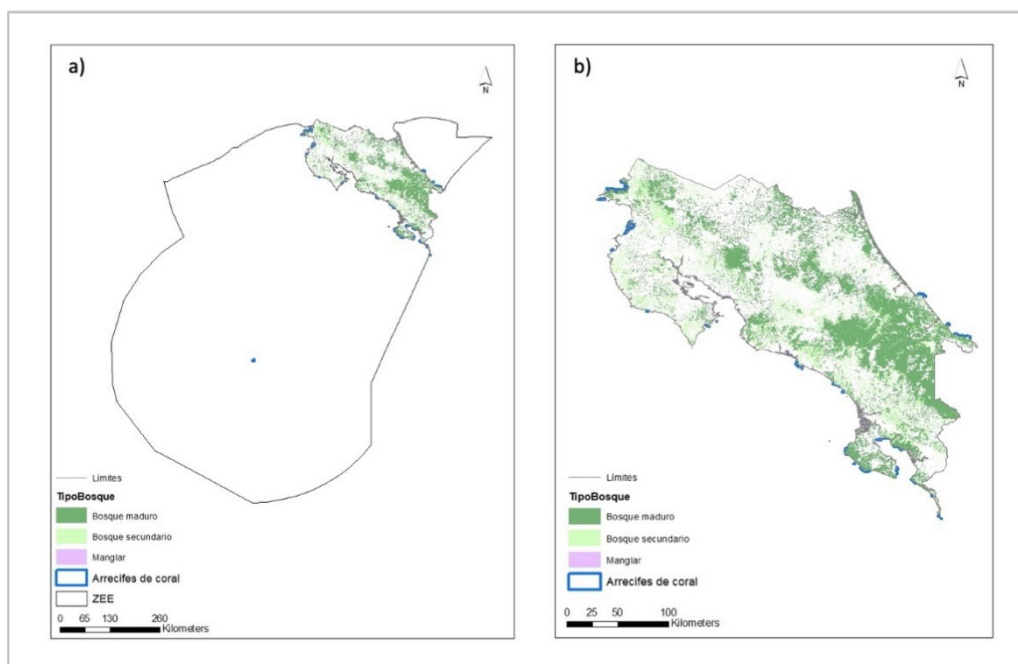 a)
N
Límites
TipoBosque
Bosque maduro
Bosque secundario
Manglar
Arrecifes de coral
ZEE
0 65 130 260
Kilometers
b)
N
Límites
TipoBosque
Bosque maduro
Bosque secundario
Manglar
Arrecifes de coral
0 25 50 100
Kilometers